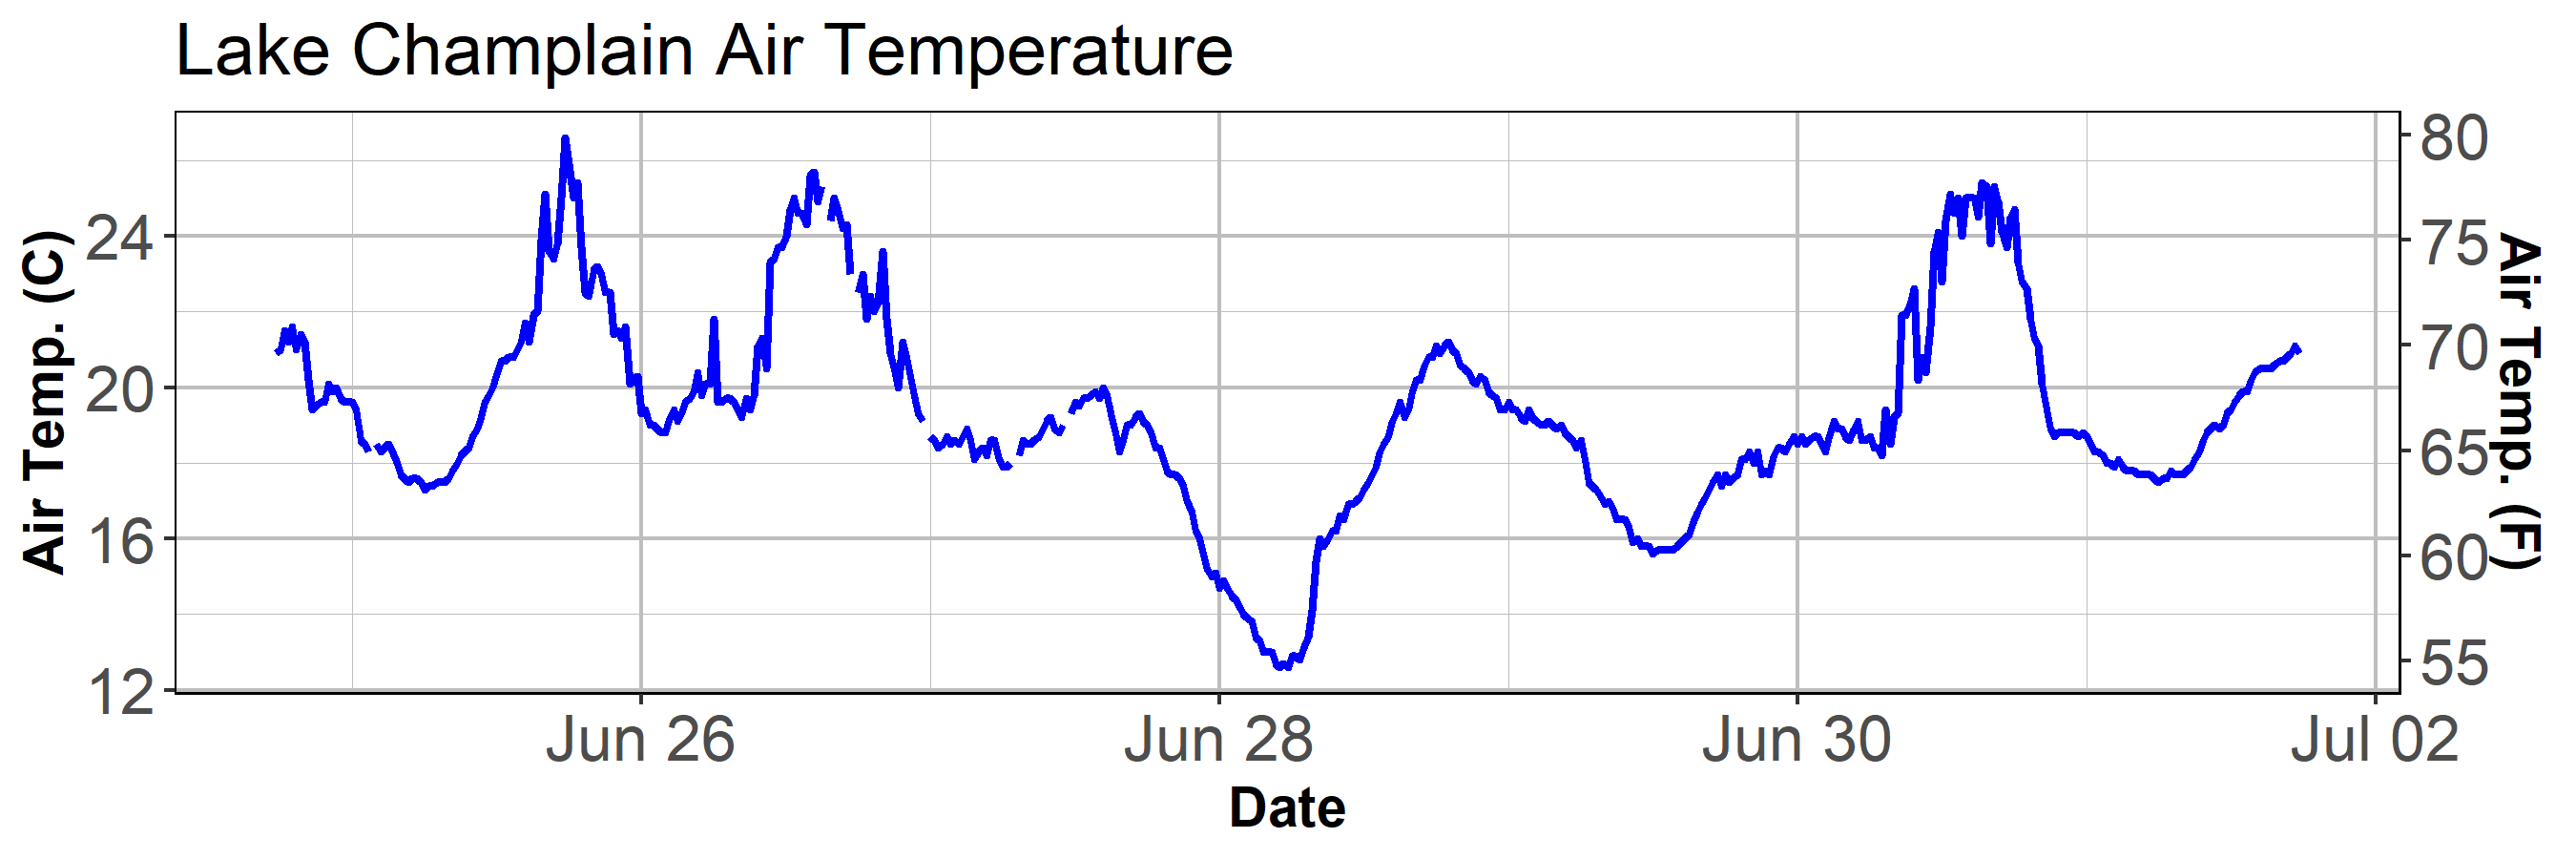 Lake Champlain Air Temperature
Air Temp. (C)
24
20
16
12
80
75
70
65
60
55
Air Temp. (F)
Jun 26
Jun 28
Jun 30
Jul 02
Date